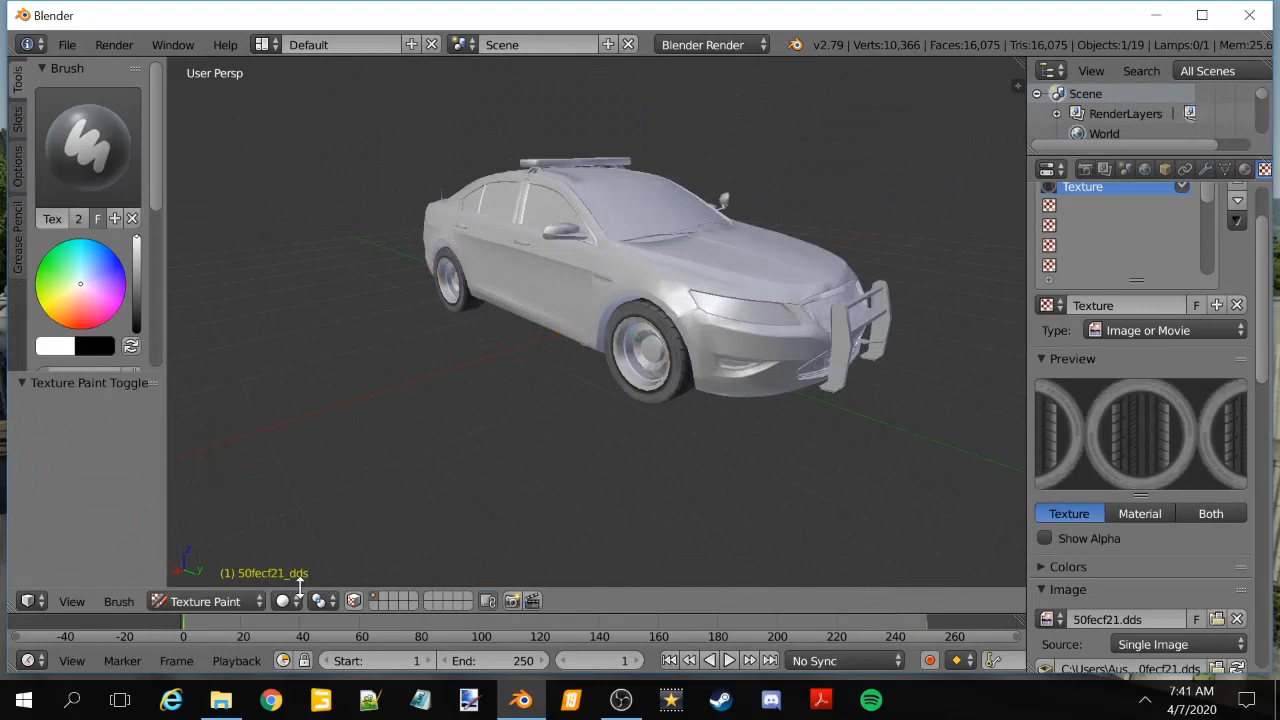 Blender
File Render Window Help Default Scene Blender Render v2.79 | Verts:10,366 | Faces:16,075 | Tris:16,075 | Objects:1/19 | Lamps:0/1 | Mem:25.6
Tools
Slots
Options
Grease Pencil
Brush
Tex 2 F
Texture Paint Toggle
User Persp
(1) 50fecf21_dds
View Brush Texture Paint
-40 -20 0 20 40 60 80 100 120 140 160 180 200 220 240 260
View Marker Frame Playback Start: 1 End: 250 1 No Sync
View Search All Scenes
Scene
RenderLayers
World
Texture
Texture F
Type: Image or Movie
Preview
Texture Material Both
Show Alpha
Colors
Image
50fecf21.dds F
Source: Single Image
C:\Users\Aus...0fecf21.dds
7:41 AM
4/7/2020